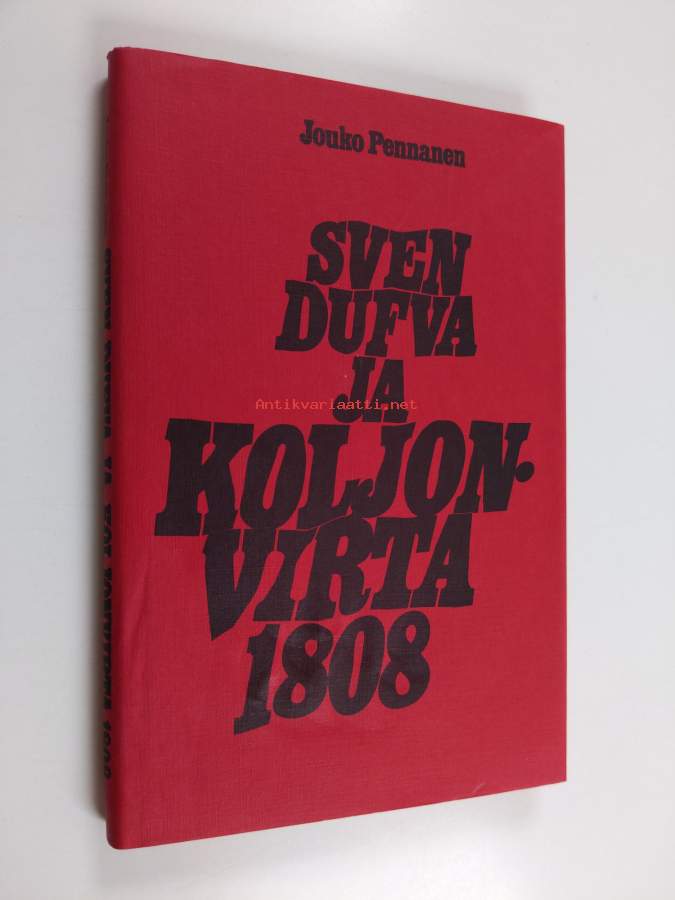 Jouko Pennanen
SVEN
DUFVA
JA
Antikvariaatti.net
KOLJON-
VIRTA
1808
SVEN DUFVA JA KOLJONVIRTA 1808